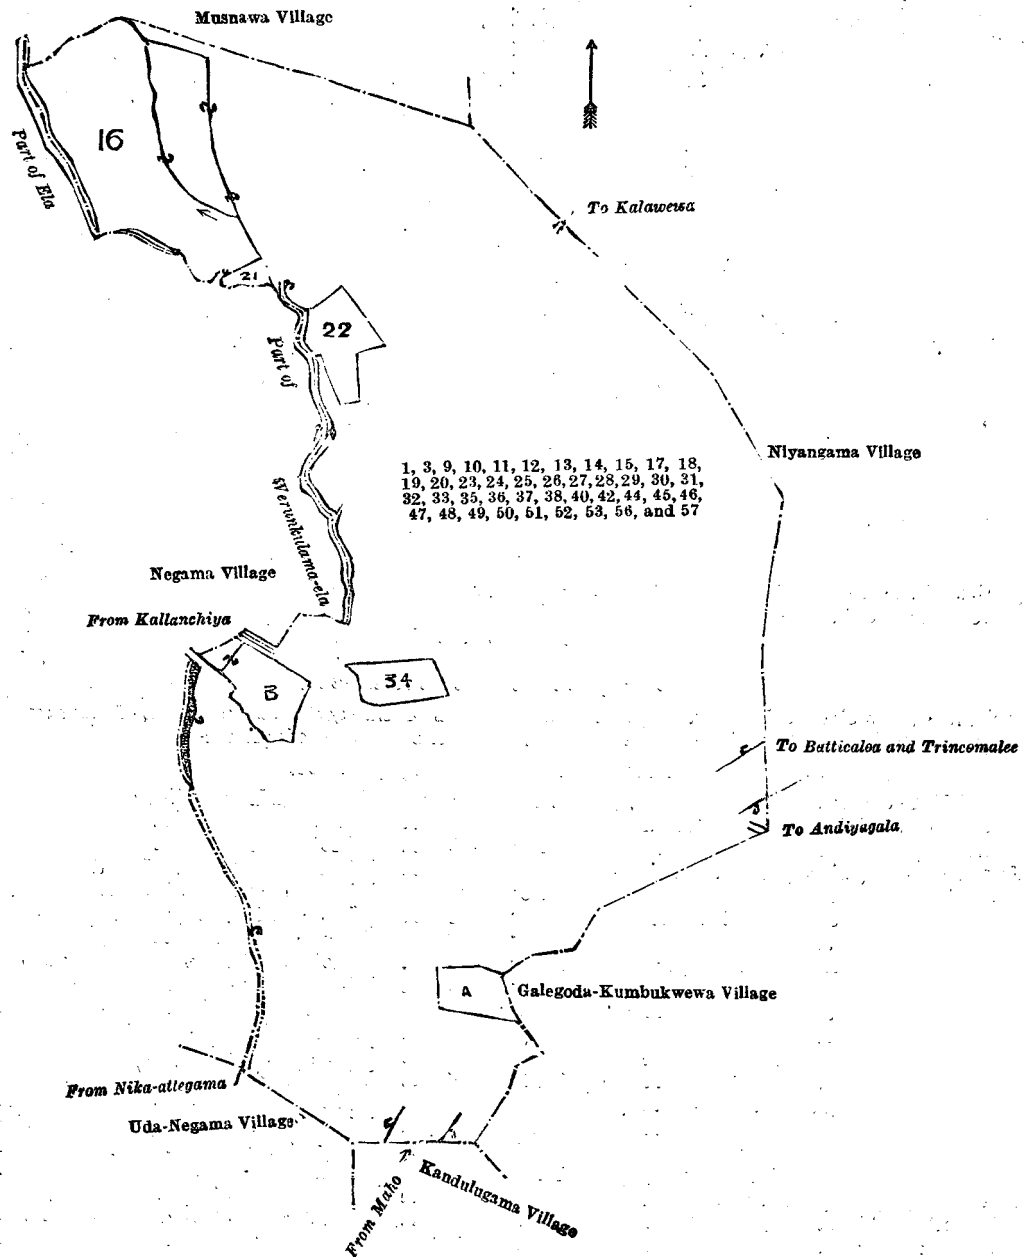 Musnawa Village
16
Part of Ela
To Kalawewa
21
22
Part of
Niyangama Village
1, 3, 9, 10, 11, 12, 13, 14, 15, 17, 18,
19, 20, 23, 24, 25, 26, 27, 28, 29, 30, 31,
32, 33, 35, 36, 37, 38, 40, 42, 44, 45, 46,
47, 48, 49, 50, 51, 52, 53, 56, and 57
Werunkulama-ela
Negama Village
From Kallanchiya
B
34
To Batticaloa and Trincomalee
To Andiyagala
A
Galegoda-Kumbukwewa Village
From Nika-attegama
Uda-Negama Village
Kandulugama Village
From Maho